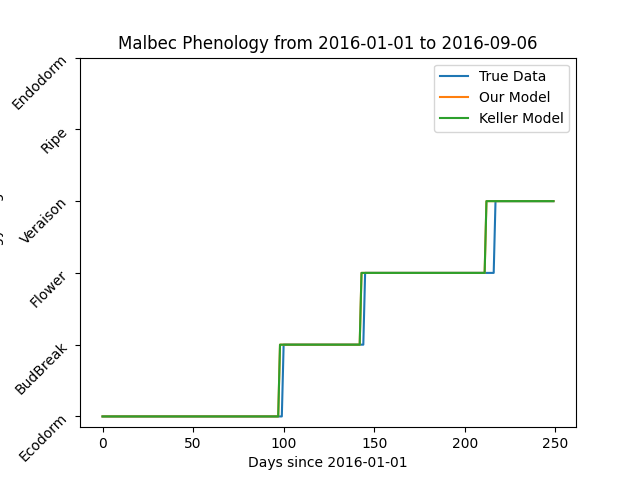 Malbec Phenology from 2016-01-01 to 2016-09-06
True Data
Our Model
Keller Model
Endodorm
Ripe
Veraison
Flower
BudBreak
Ecodorm
0 50 100 150 200 250
Days since 2016-01-01